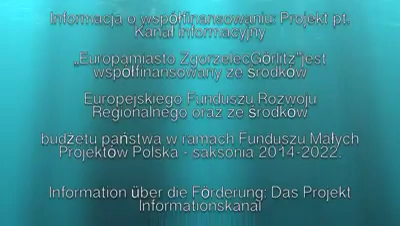 Informacja o współfinansowaniu: Projekt pt.
Kanał Informacyjny
„Europamiasto ZgorzelecGörlitz”jest
współfinansowany ze środków
Europejskiego Funduszu Rozwoju
Regionalnego oraz ze środków
budżetu państwa w ramach Funduszu Małych
Projektów Polska - saksonia 2014-2022.
Information über die Förderung: Das Projekt
Informationskanal